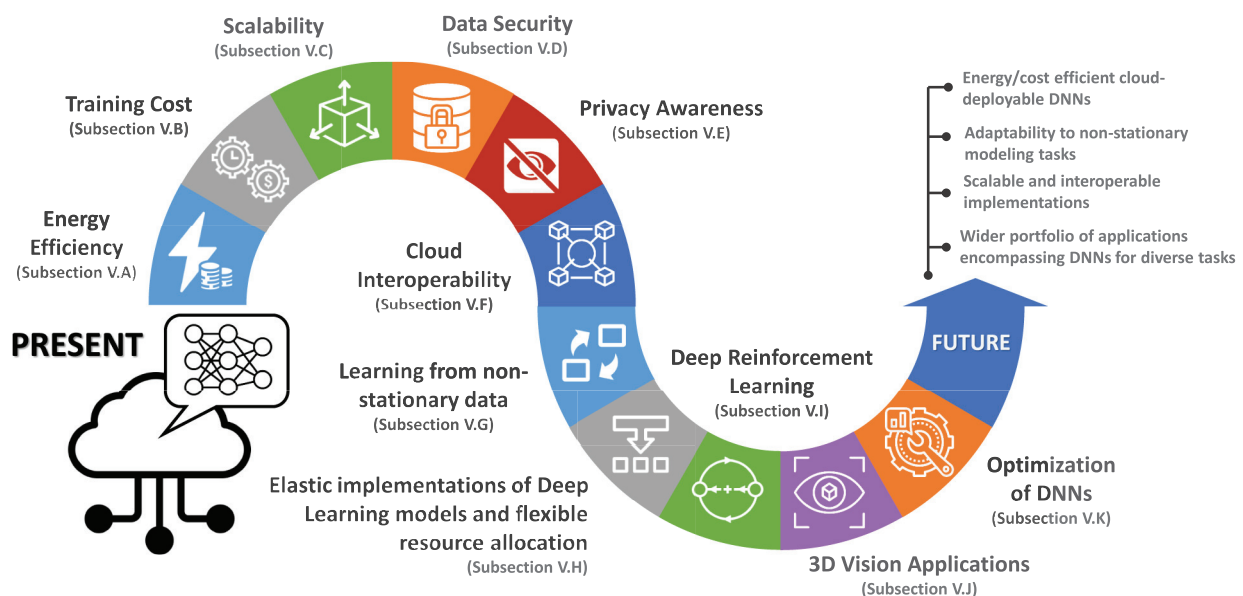 Scalability
(Subsection V.C)
Data Security
(Subsection V.D)
Training Cost
(Subsection V.B)
Privacy Awareness
(Subsection V.E)
Energy
Efficiency
(Subsection V.A)
Cloud
Interoperability
(Subsection V.F)
PRESENT
Learning from non-
stationary data
(Subsection V.G)
Elastic implementations of Deep
Learning models and flexible
resource allocation
(Subsection V.H)
Deep Reinforcement
Learning
(Subsection V.I)
3D Vision Applications
(Subsection V.J)
Optimization
of DNNs
(Subsection V.K)
FUTURE
Energy/cost efficient cloud-
deployable DNNs
Adaptability to non-stationary
modeling tasks
Scalable and interoperable
implementations
Wider portfolio of applications
encompassing DNNs for diverse tasks
$